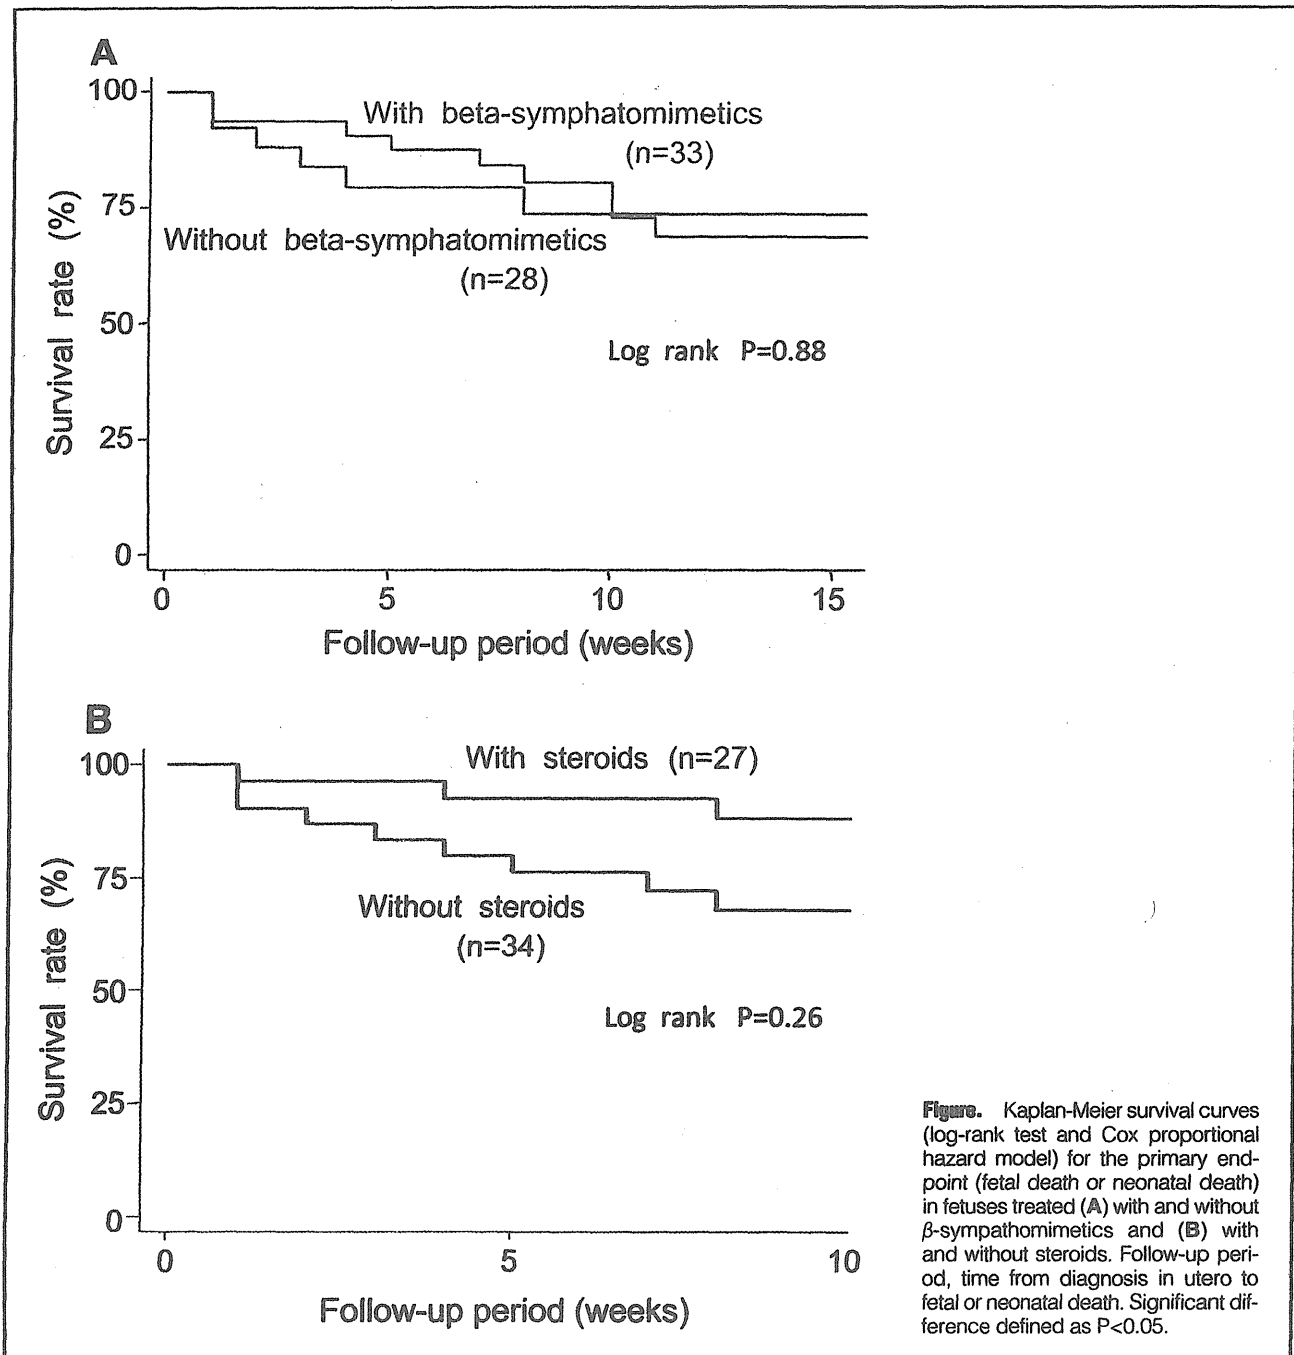 A
100
With beta-symphatomimetics
(n=33)
75
Without beta-symphatomimetics
(n=28)
50
Log rank P=0.88
25
0
Survival rate (%)
0 5 10 15
Follow-up period (weeks)
B
100
With steroids (n=27)
75
Without steroids
(n=34)
50
Log rank P=0.26
25
0
Survival rate (%)
0 5 10
Follow-up period (weeks)
Figure. Kaplan-Meier survival curves
(log-rank test and Cox proportional
hazard model) for the primary end-
point (fetal death or neonatal death)
in fetuses treated (A) with and without
β-sympathomimetics and (B) with
and without steroids. Follow-up peri-
od, time from diagnosis in utero to
fetal or neonatal death. Significant dif-
ference defined as P<0.05.